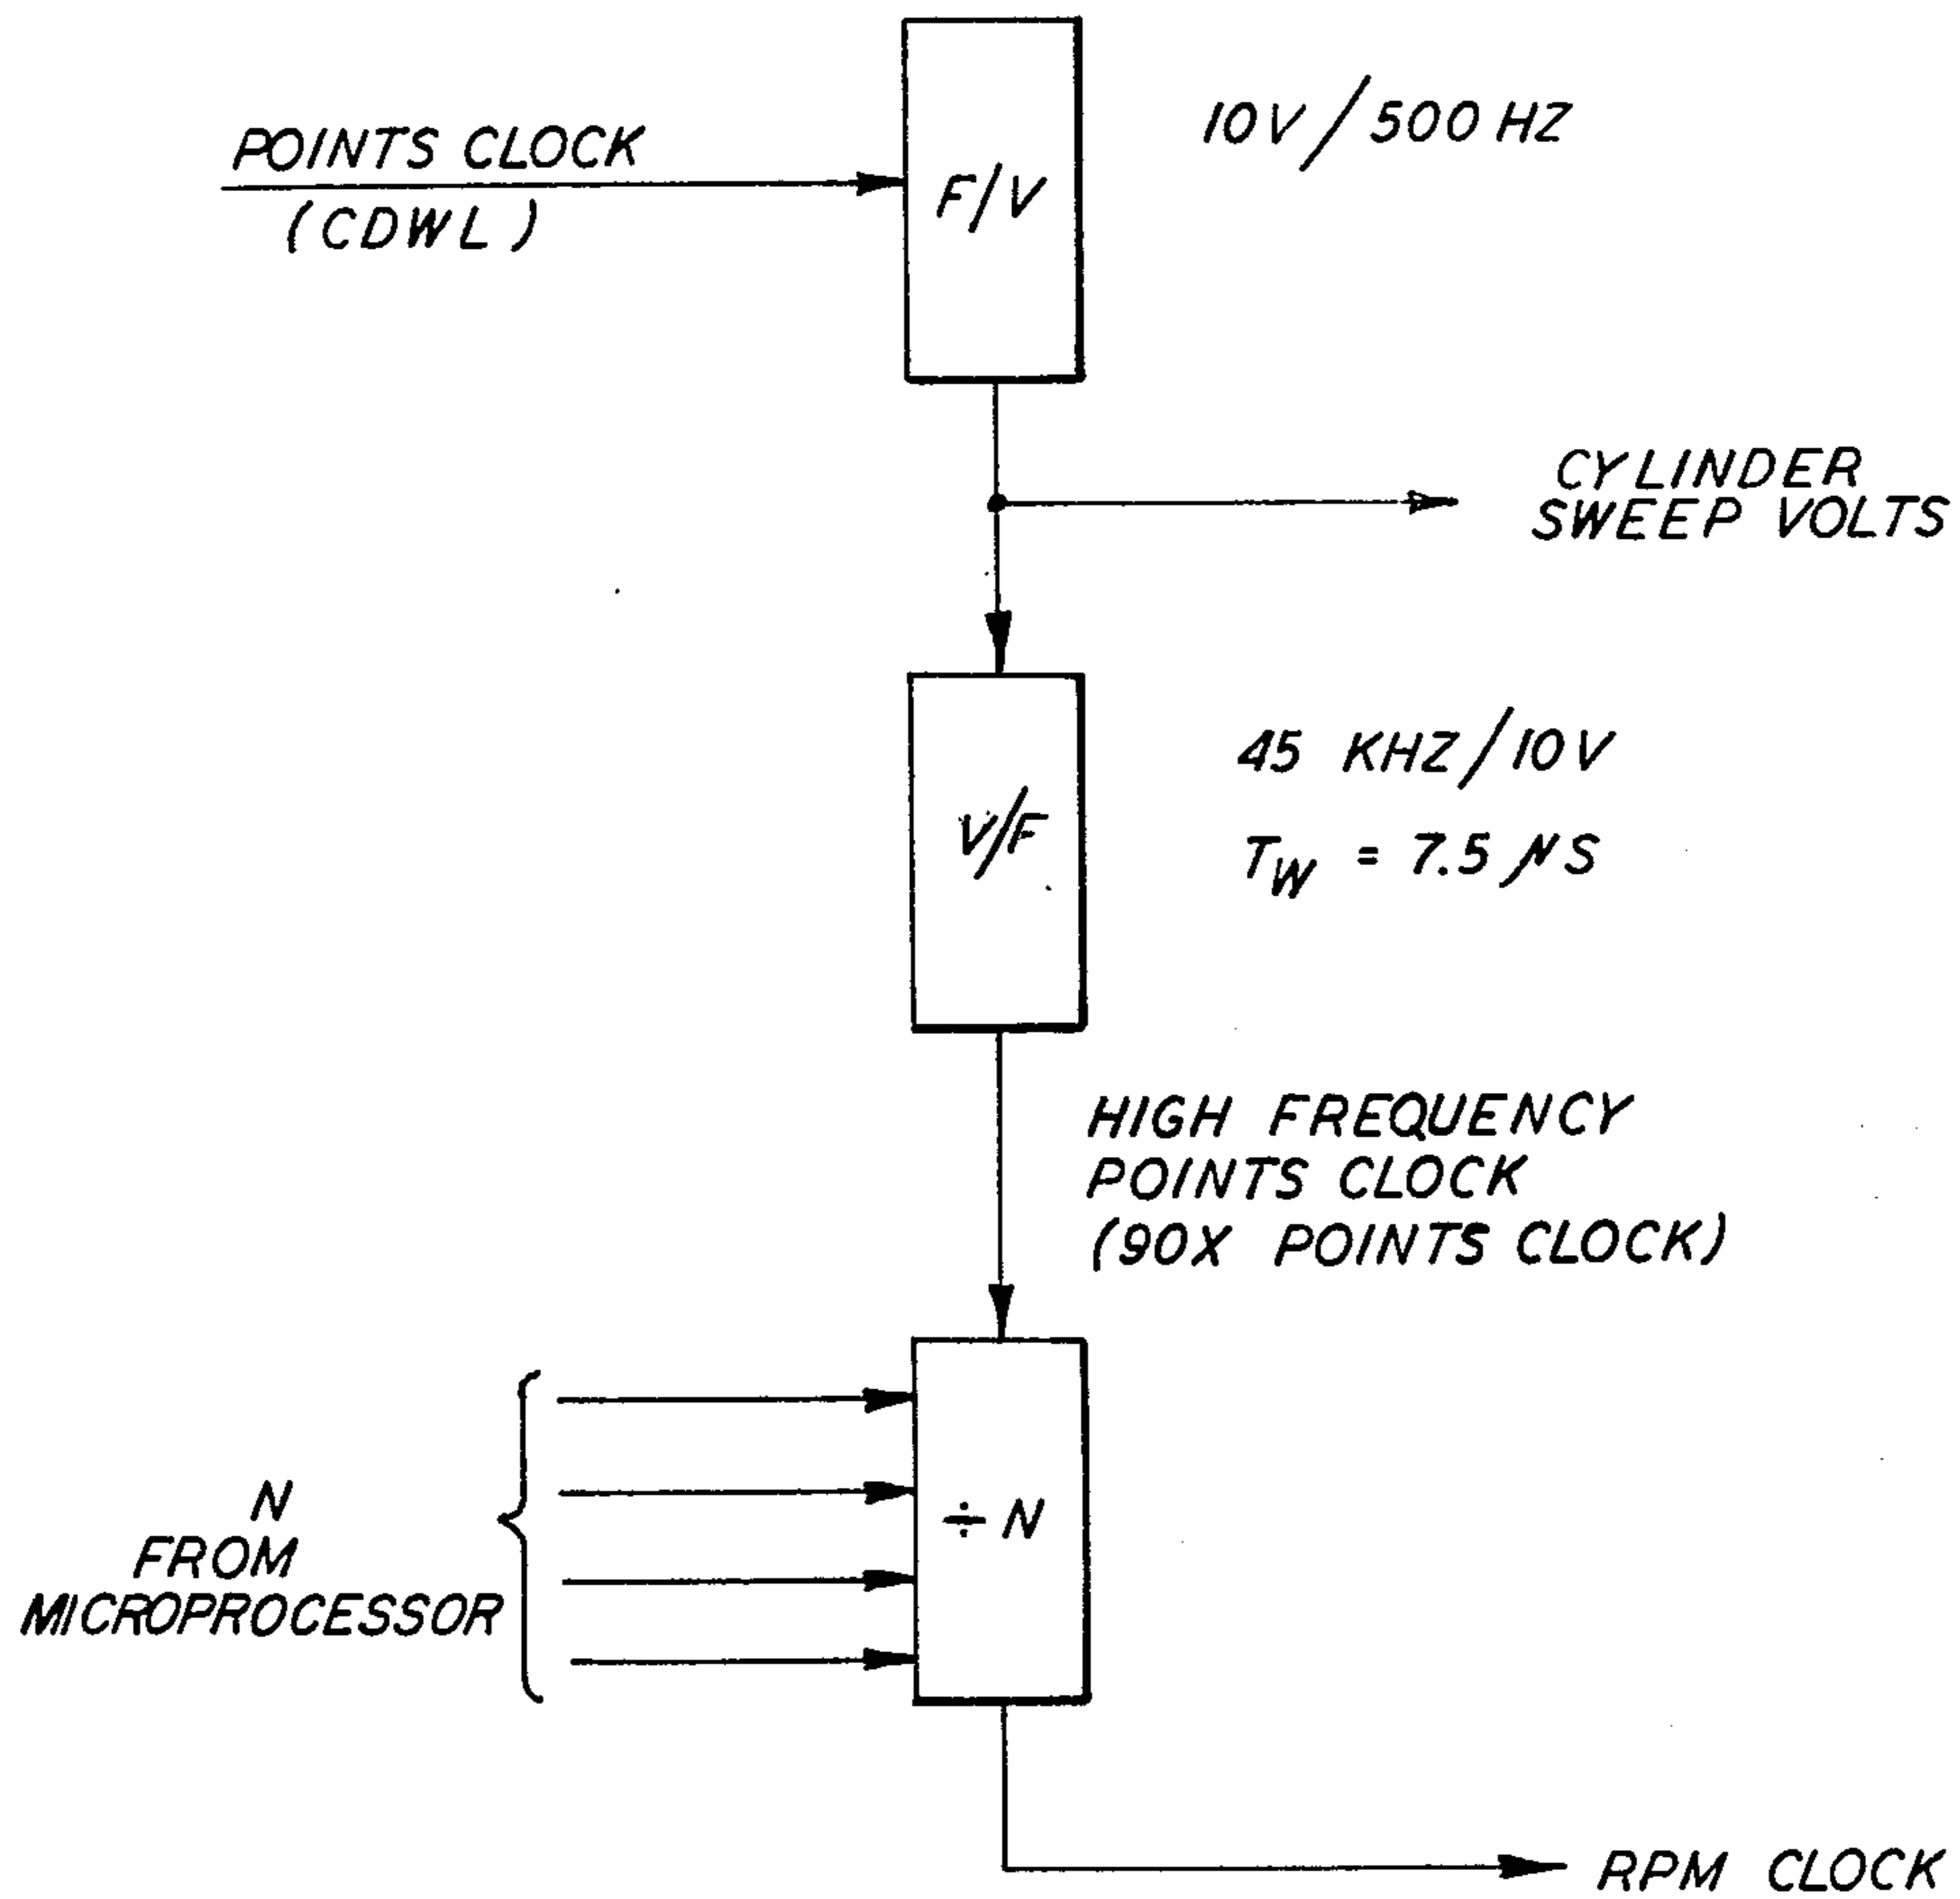 10V/500 HZ
POINTS CLOCK
(CDWL)
F/V
CYLINDER
SWEEP VOLTS
V/F
45 KHZ/10V
TW = 7.5 µS
HIGH FREQUENCY
POINTS CLOCK
(90X POINTS CLOCK)
N
FROM
MICROPROCESSOR
÷ N
RPM CLOCK